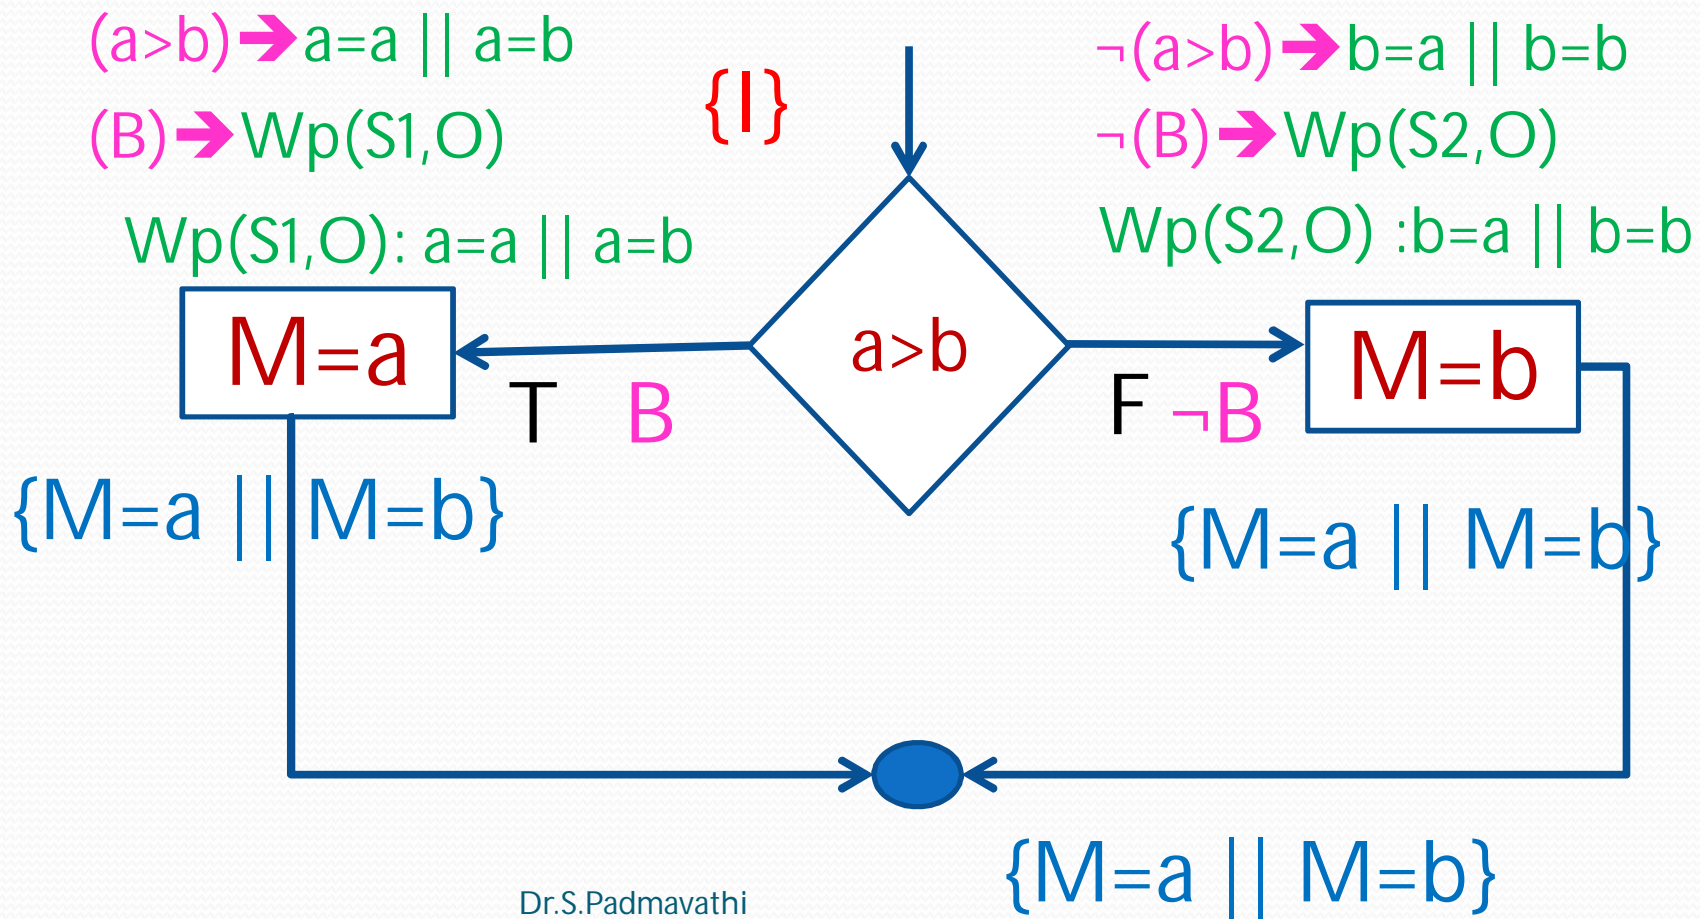 (a>b)➔a=a || a=b
(B)➔Wp(S1,O)
Wp(S1,O): a=a || a=b
{I}
¬(a>b)➔b=a || b=b
¬(B)➔Wp(S2,O)
Wp(S2,O) :b=a || b=b
M=a
a>b
M=b
T B
F ¬B
{M=a || M=b}
{M=a || M=b}
{M=a || M=b}
Dr.S.Padmavathi